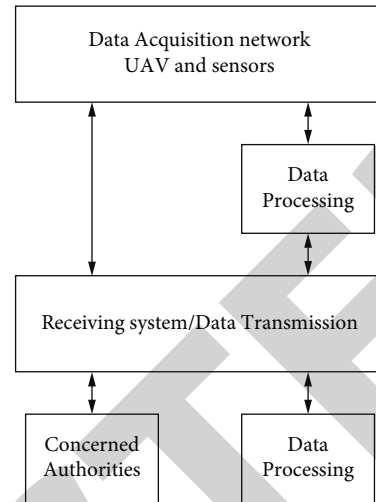 Data Acquisition network
UAV and sensors
Data
Processing
Receiving system/Data Transmission
Concerned
Authorities
Data
Processing